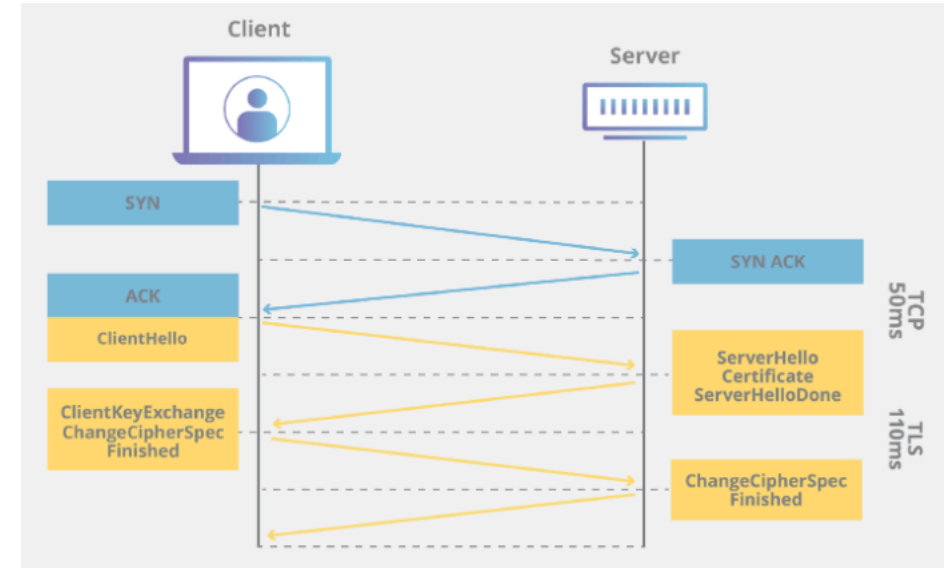 Client
Server
SYN
SYN ACK
ACK
ClientHello
TCP
50ms
ServerHello
Certificate
ServerHelloDone
ClientKeyExchange
ChangeCipherSpec
Finished
TLS
110ms
ChangeCipherSpec
Finished